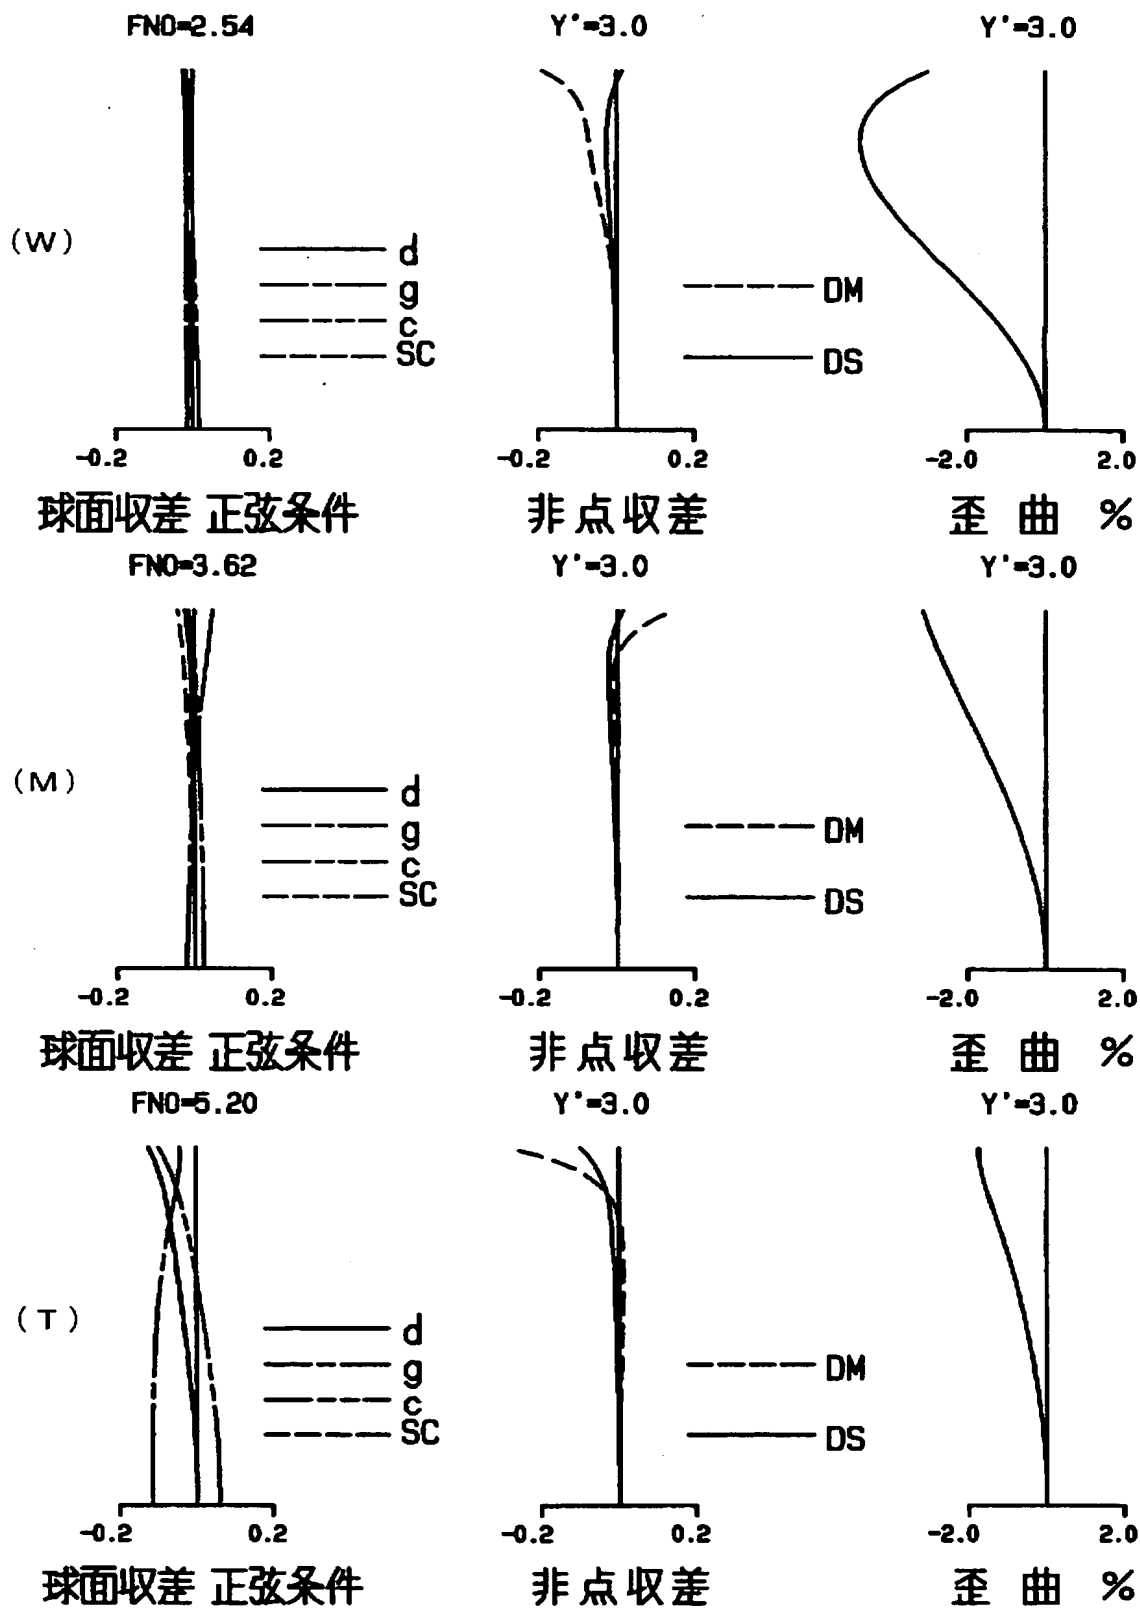 FNO=2.54 Y'=3.0 Y'=3.0
(W)
d
g
c
SC
DM
DS
-0.2 0.2 -0.2 0.2 -2.0 2.0
球面収差 正弦条件 非点収差 歪曲 %
FNO=3.62 Y'=3.0 Y'=3.0
(M)
d
g
c
SC
DM
DS
-0.2 0.2 -0.2 0.2 -2.0 2.0
球面収差 正弦条件 非点収差 歪曲 %
FNO=5.20 Y'=3.0 Y'=3.0
(T)
d
g
c
SC
DM
DS
-0.2 0.2 -0.2 0.2 -2.0 2.0
球面収差 正弦条件 非点収差 歪曲 %